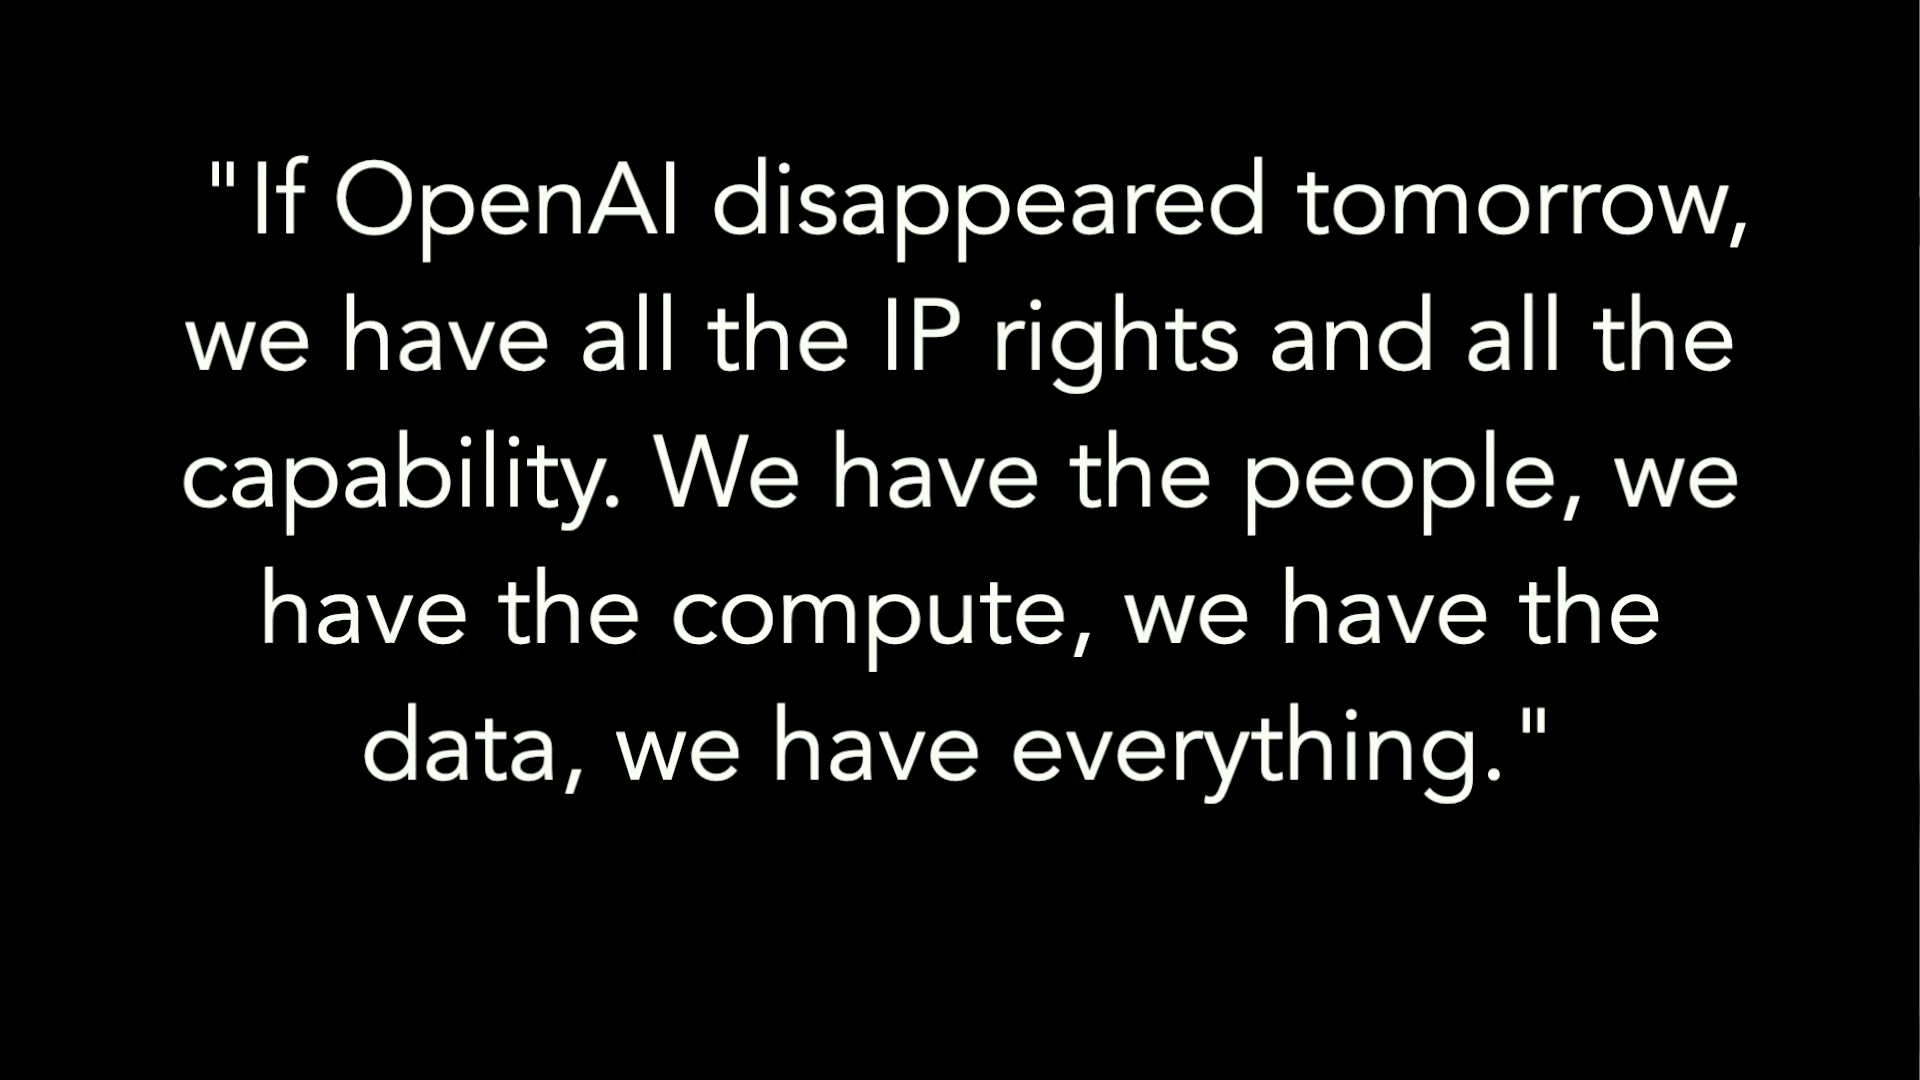 "If OpenAI disappeared tomorrow,
we have all the IP rights and all the
capability. We have the people, we
have the compute, we have the
data, we have everything."